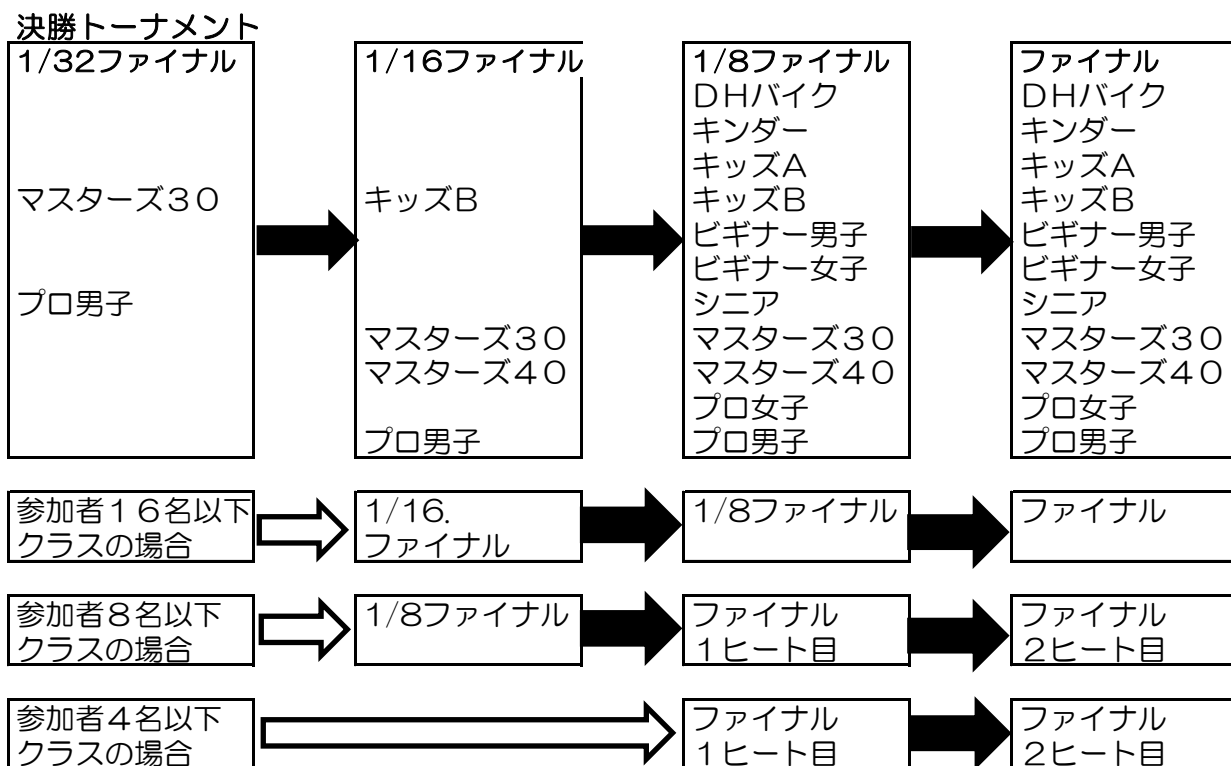 決勝トーナメント
1/32ファイナル
マスターズ30
プロ男子
1/16ファイナル
キッズB
マスターズ30
マスターズ40
プロ男子
1/8ファイナル
DHバイク
キンダー
キッズA
キッズB
ビギナー男子
ビギナー女子
シニア
マスターズ30
マスターズ40
プロ女子
プロ男子
ファイナル
DHバイク
キンダー
キッズA
キッズB
ビギナー男子
ビギナー女子
シニア
マスターズ30
マスターズ40
プロ女子
プロ男子
参加者16名以下
クラスの場合
1/16.
ファイナル
1/8ファイナル
ファイナル
参加者8名以下
クラスの場合
1/8ファイナル
ファイナル
1ヒート目
ファイナル
2ヒート目
参加者4名以下
クラスの場合
ファイナル
1ヒート目
ファイナル
2ヒート目